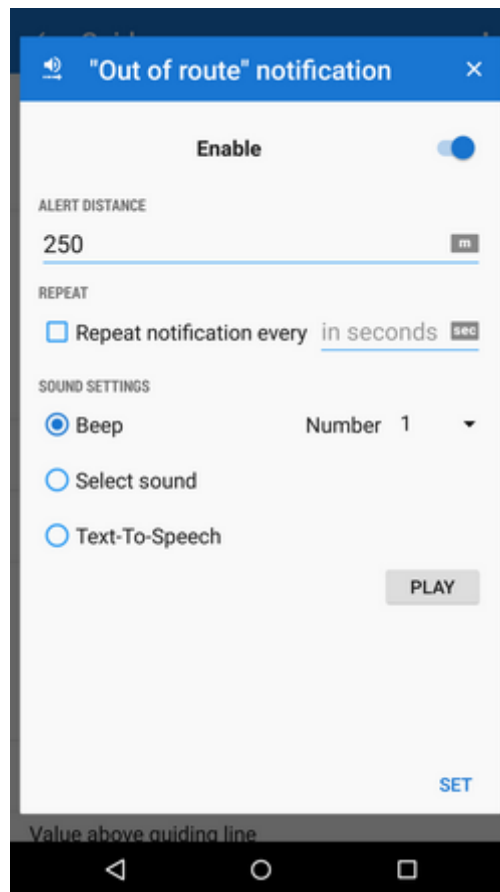 "Out of route" notification
Enable
ALERT DISTANCE
250 m
REPEAT
Repeat notification every in seconds sec
SOUND SETTINGS
Beep Number 1
Select sound
Text-To-Speech
PLAY
SET
Value above guiding line